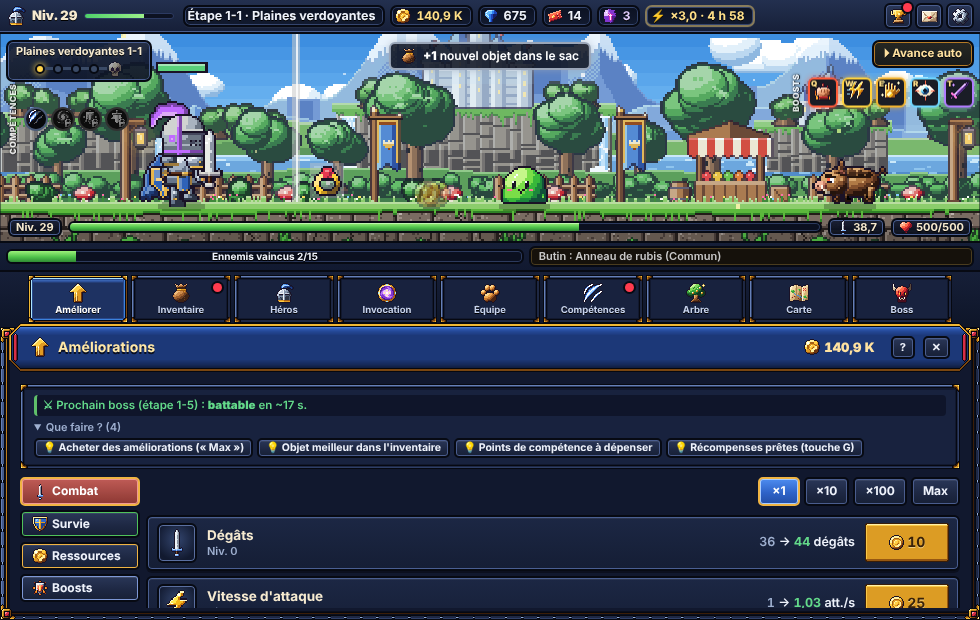 Niv. 29
Étape 1-1 · Plaines verdoyantes
140,9 K
675
14
3
×3,0 · 4 h 58
Plaines verdoyantes 1-1
+1 nouvel objet dans le sac
Avance auto
COMPÉTENCES
BOOSTS
Niv. 29
38,7
500/500
Ennemis vaincus 2/15
Butin : Anneau de rubis (Commun)
Améliorer
Inventaire
Héros
Invocation
Equipe
Compétences
Arbre
Carte
Boss
Améliorations
140,9 K
?
×
Prochain boss (étape 1-5) : battable en ~17 s.
▼ Que faire ? (4)
Acheter des améliorations (« Max »)
Objet meilleur dans l'inventaire
Points de compétence à dépenser
Récompenses prêtes (touche G)
Combat
×1
×10
×100
Max
Survie
Ressources
Boosts
Dégâts
Niv. 0
36 → 44 dégâts
10
Vitesse d'attaque
1 → 1,03 att./s
25